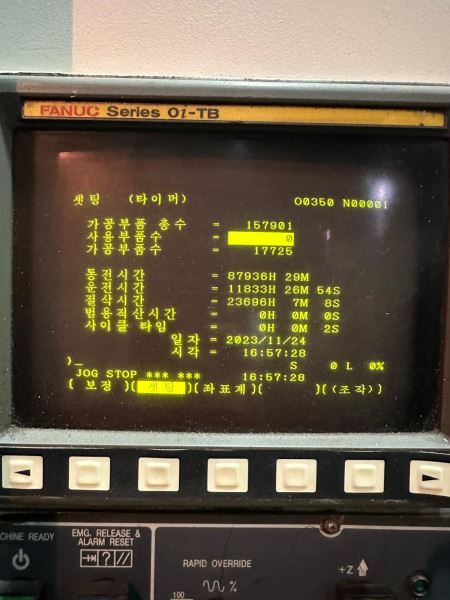 FANUC Series 0i-TB
셋팅 (타이머) O0350 N00001
가공부품 총수 = 157901
사용부품수 = 0
가공부품수 = 17725
통전시간 = 87936H 29M
운전시간 = 11833H 26M 54S
절삭시간 = 23696H 7M 8S
범용적산시간 = 0H 0M 0S
사이클 타임 = 0H 0M 2S
일자 = 2023/11/24
시각 = 16:57:28
)_ S 0 L 0%
JOG STOP *** *** 16:57:28
[ 보정 )[ 셋팅 )[ 좌표계 )[ )[ (조작) ]
CHINE READY
EMG. RELEASE &
ALARM RESET
?
//
RAPID OVERRIDE
%
100
+Z